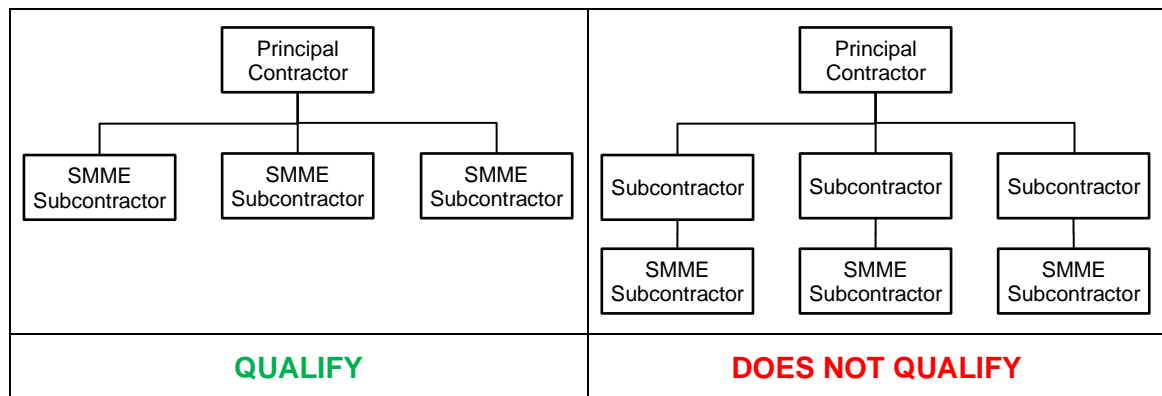 Principal
Contractor
SMME
Subcontractor
SMME
Subcontractor
SMME
Subcontractor
QUALIFY
Principal
Contractor
Subcontractor
Subcontractor
Subcontractor
SMME
Subcontractor
SMME
Subcontractor
SMME
Subcontractor
DOES NOT QUALIFY